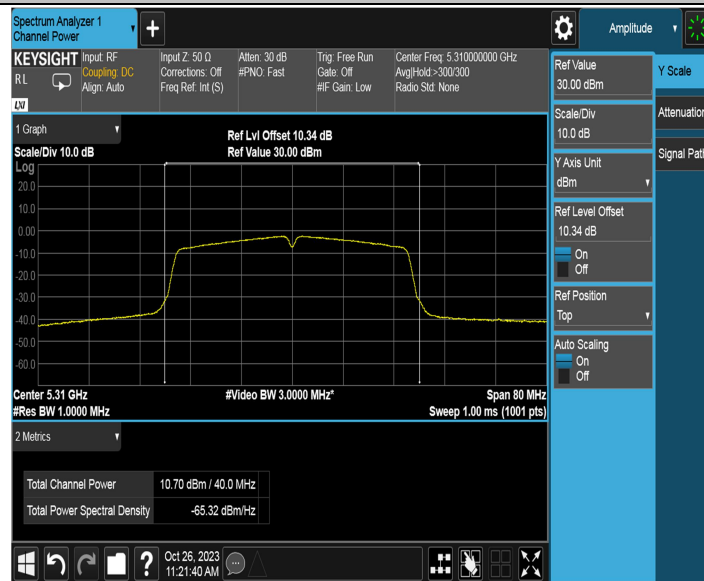 Spectrum Analyzer 1
Channel Power
+
Amplitude
KEYSIGHT
RL
LXI
Input: RF
Coupling: DC
Align: Auto
Input Z: 50 Ω
Corrections: Off
Freq Ref: Int (S)
Atten: 30 dB
#PNO: Fast
Trig: Free Run
Gate: Off
#IF Gain: Low
Center Freq: 5.310000000 GHz
Avg|Hold:>300/300
Radio Std: None
1 Graph
Scale/Div 10.0 dB
Ref Lvl Offset 10.34 dB
Ref Value 30.00 dBm
Log
20.0
10.0
0.00
-10.0
-20.0
-30.0
-40.0
-50.0
-60.0
Center 5.31 GHz
#Res BW 1.0000 MHz
#Video BW 3.0000 MHz*
Span 80 MHz
Sweep 1.00 ms (1001 pts)
2 Metrics
Total Channel Power 10.70 dBm / 40.0 MHz
Total Power Spectral Density -65.32 dBm/Hz
?
Oct 26, 2023
11:21:40 AM
Ref Value
30.00 dBm
Scale/Div
10.0 dB
Y Axis Unit
dBm
Ref Level Offset
10.34 dB
On
Off
Ref Position
Top
Auto Scaling
On
Off
Y Scale
Attenuation
Signal Path